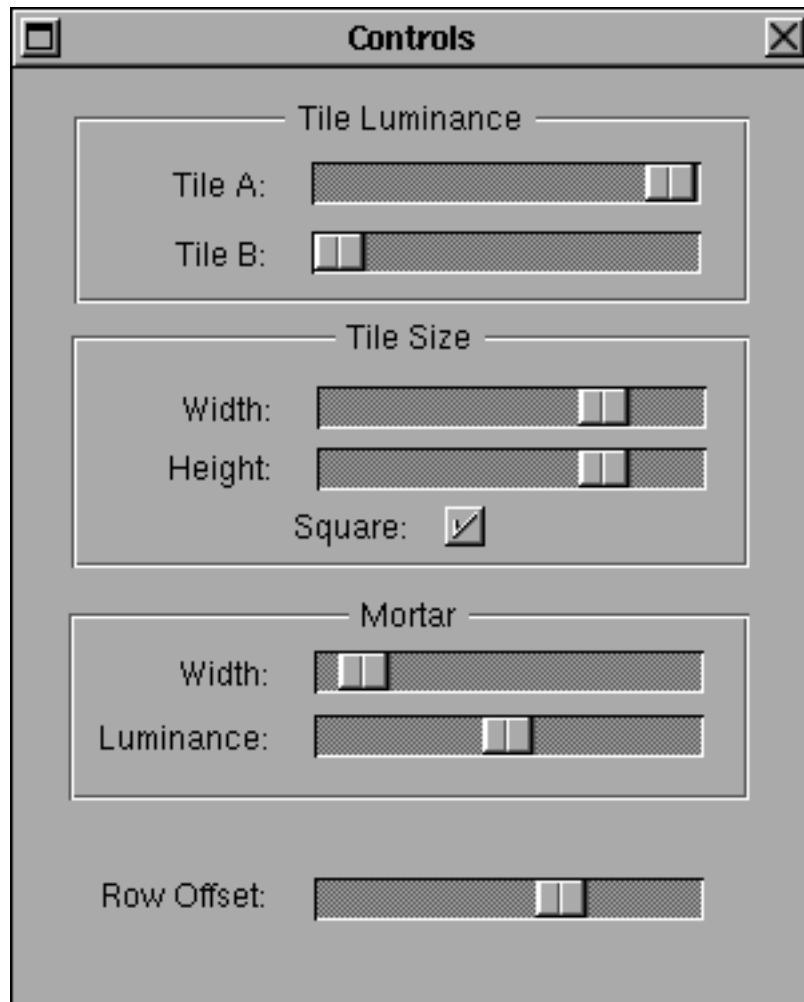 Controls
Tile Luminance
Tile A:
Tile B:
Tile Size
Width:
Height:
Square:
Mortar
Width:
Luminance:
Row Offset: